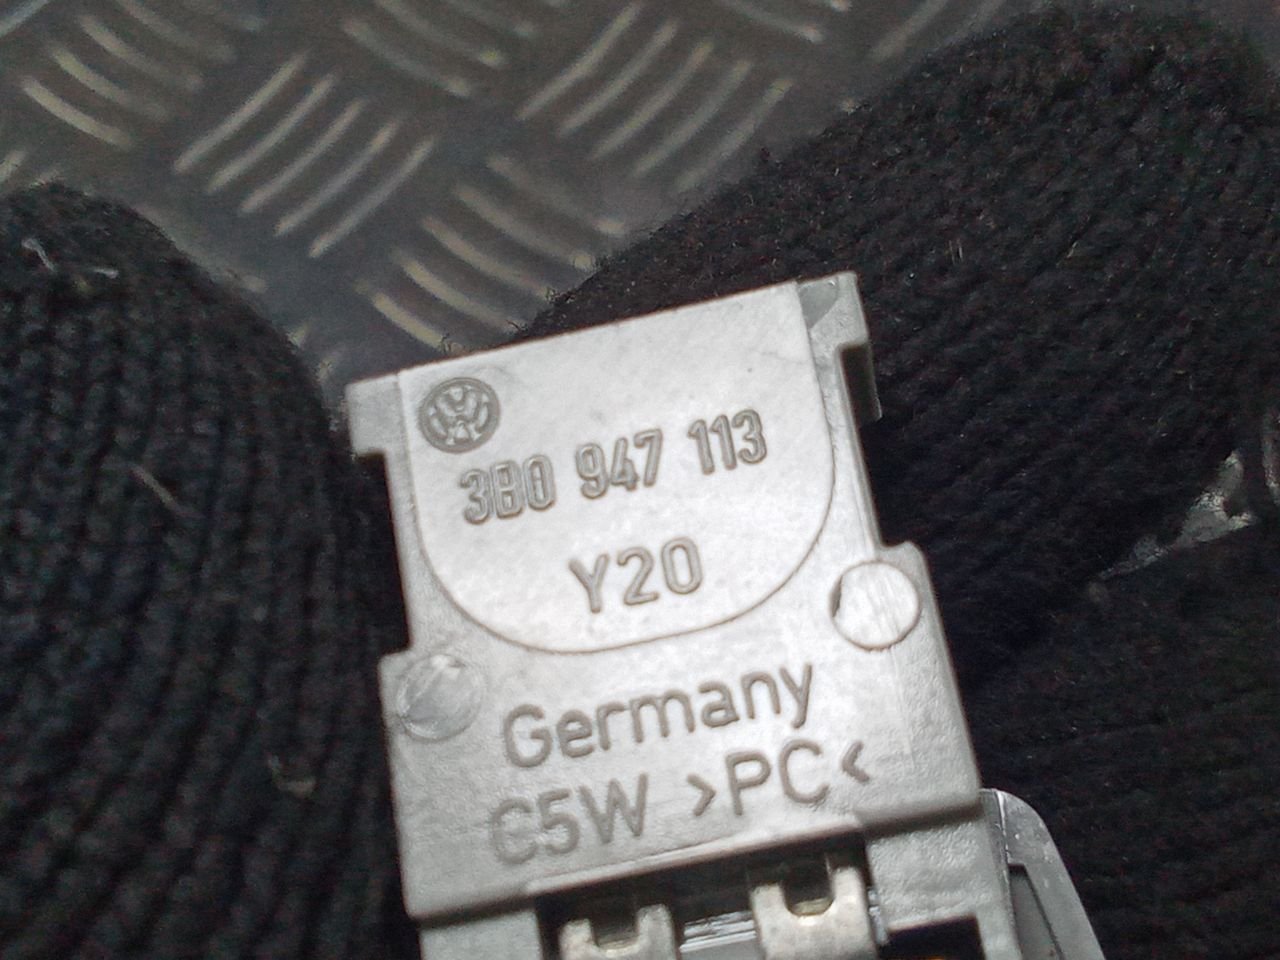 3B0 947 113
Y20
Germany
C5W >PC<